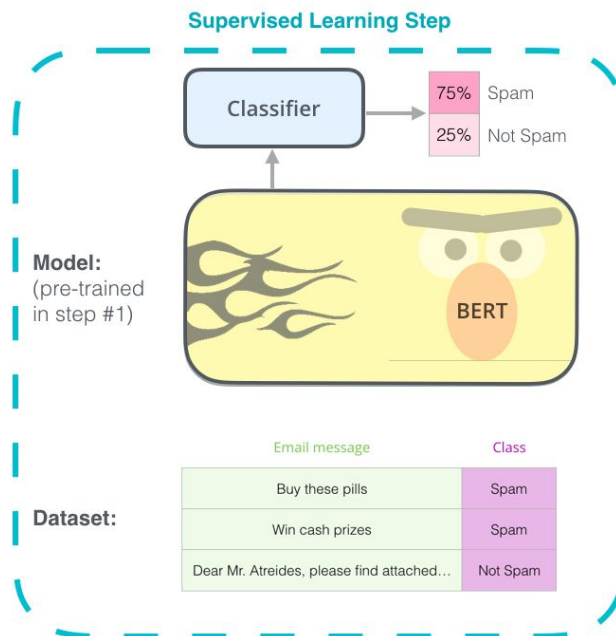 Supervised Learning Step
Classifier
75% Spam
25% Not Spam
Model:
(pre-trained
in step #1)
BERT
Email message Class
Buy these pills Spam
Win cash prizes Spam
Dataset:
Dear Mr. Atreides, please find attached... Not Spam